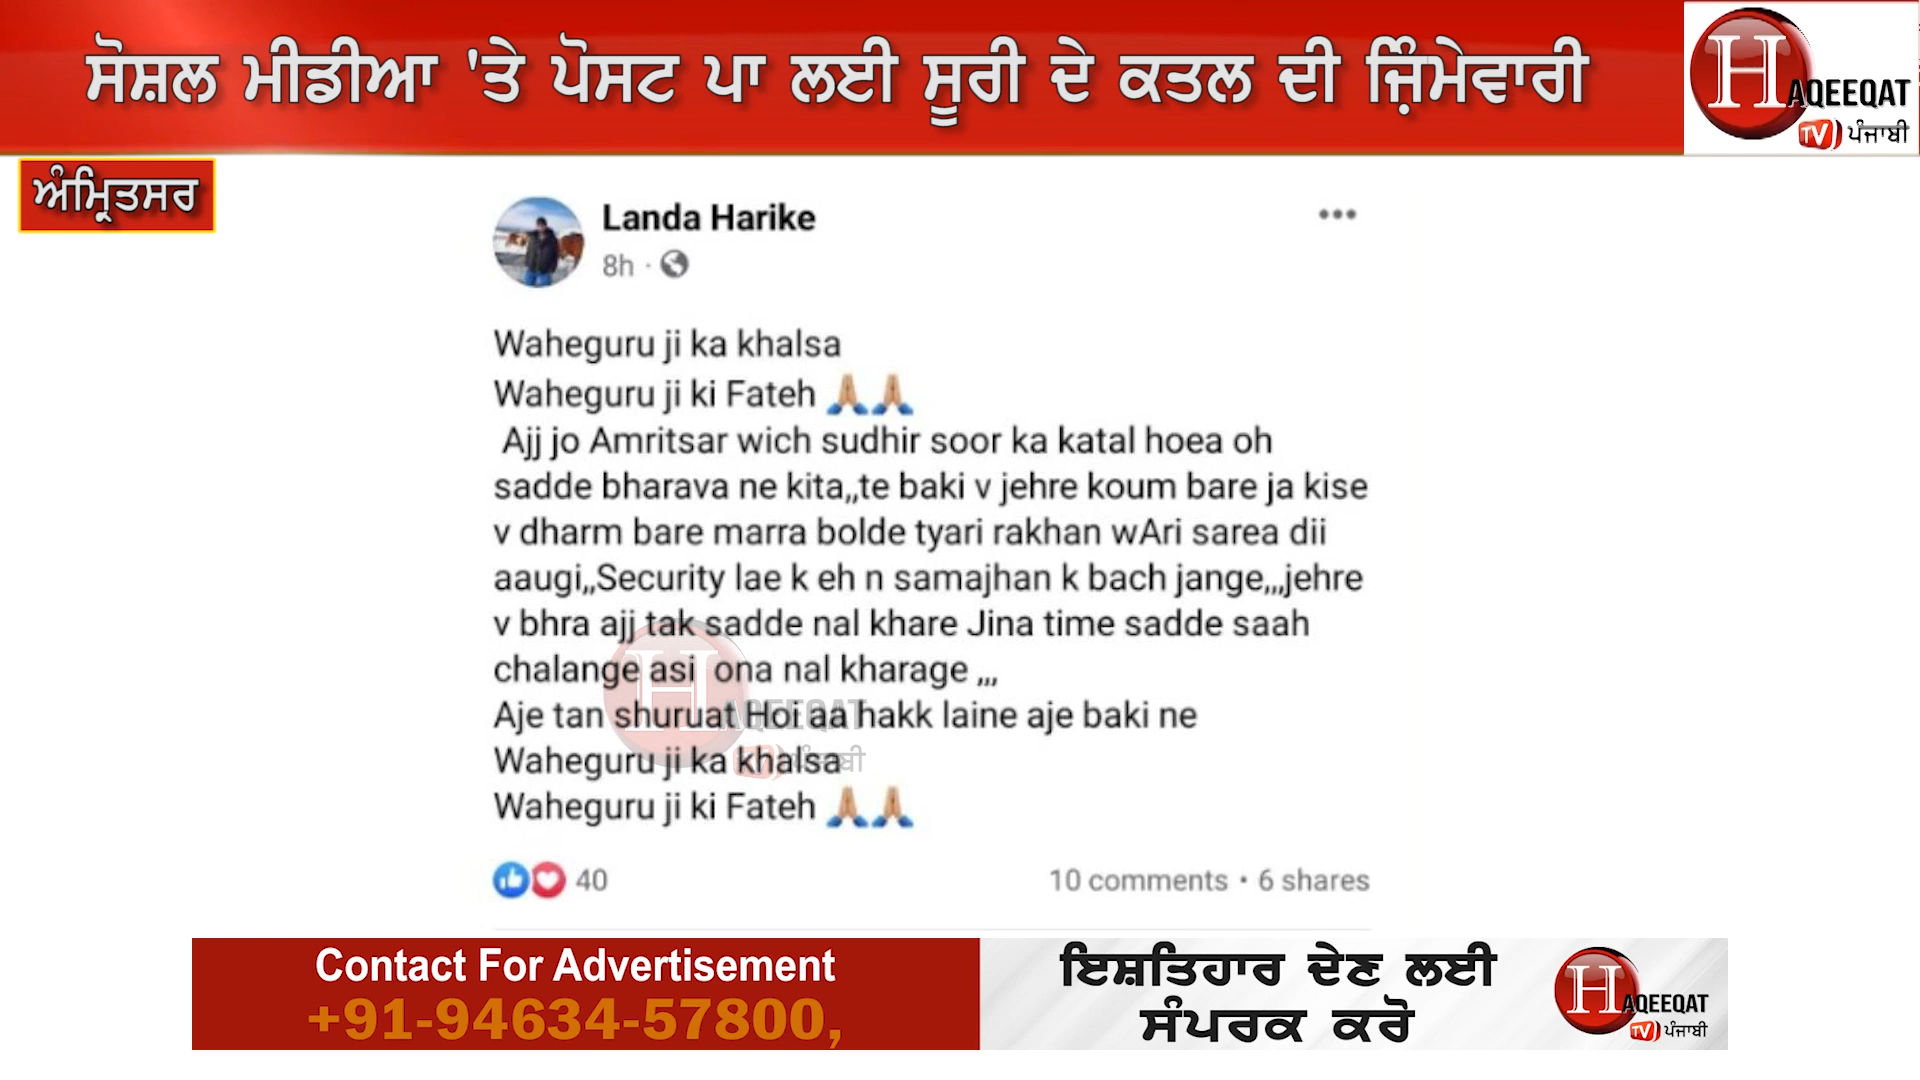 ਸੋਸ਼ਲ ਮੀਡੀਆ 'ਤੇ ਪੋਸਟ ਪਾ ਲਈ ਸੂਰੀ ਦੇ ਕਤਲ ਦੀ ਜ਼ਿੰਮੇਵਾਰੀ
HAQEEQAT
TV ਪੰਜਾਬੀ
ਅੰਮ੍ਰਿਤਸਰ
Landa Harike
8h ·
Waheguru ji ka khalsa
Waheguru ji ki Fateh 🙏🙏
Ajj jo Amritsar wich sudhir soor ka katal hoea oh
sadde bharava ne kita,,te baki v jehre koum bare ja kise
v dharm bare marra bolde tyari rakhan wAri sarea dii
aaugi,,Security lae k eh n samajhan k bach jange,,,jehre
v bhra ajj tak sadde nal khare Jina time sadde saah
chalange asi ona nal kharage ,,,
Aje tan shuruat Hoi aa hakk laine aje baki ne
Waheguru ji ka khalsa
Waheguru ji ki Fateh 🙏🙏
HAQEEQAT
TV ਪੰਜਾਬੀ
40
10 comments • 6 shares
Contact For Advertisement
+91-94634-57800,
ਇਸ਼ਤਿਹਾਰ ਦੇਣ ਲਈ
ਸੰਪਰਕ ਕਰੋ
HAQEEQAT
TV ਪੰਜਾਬੀ